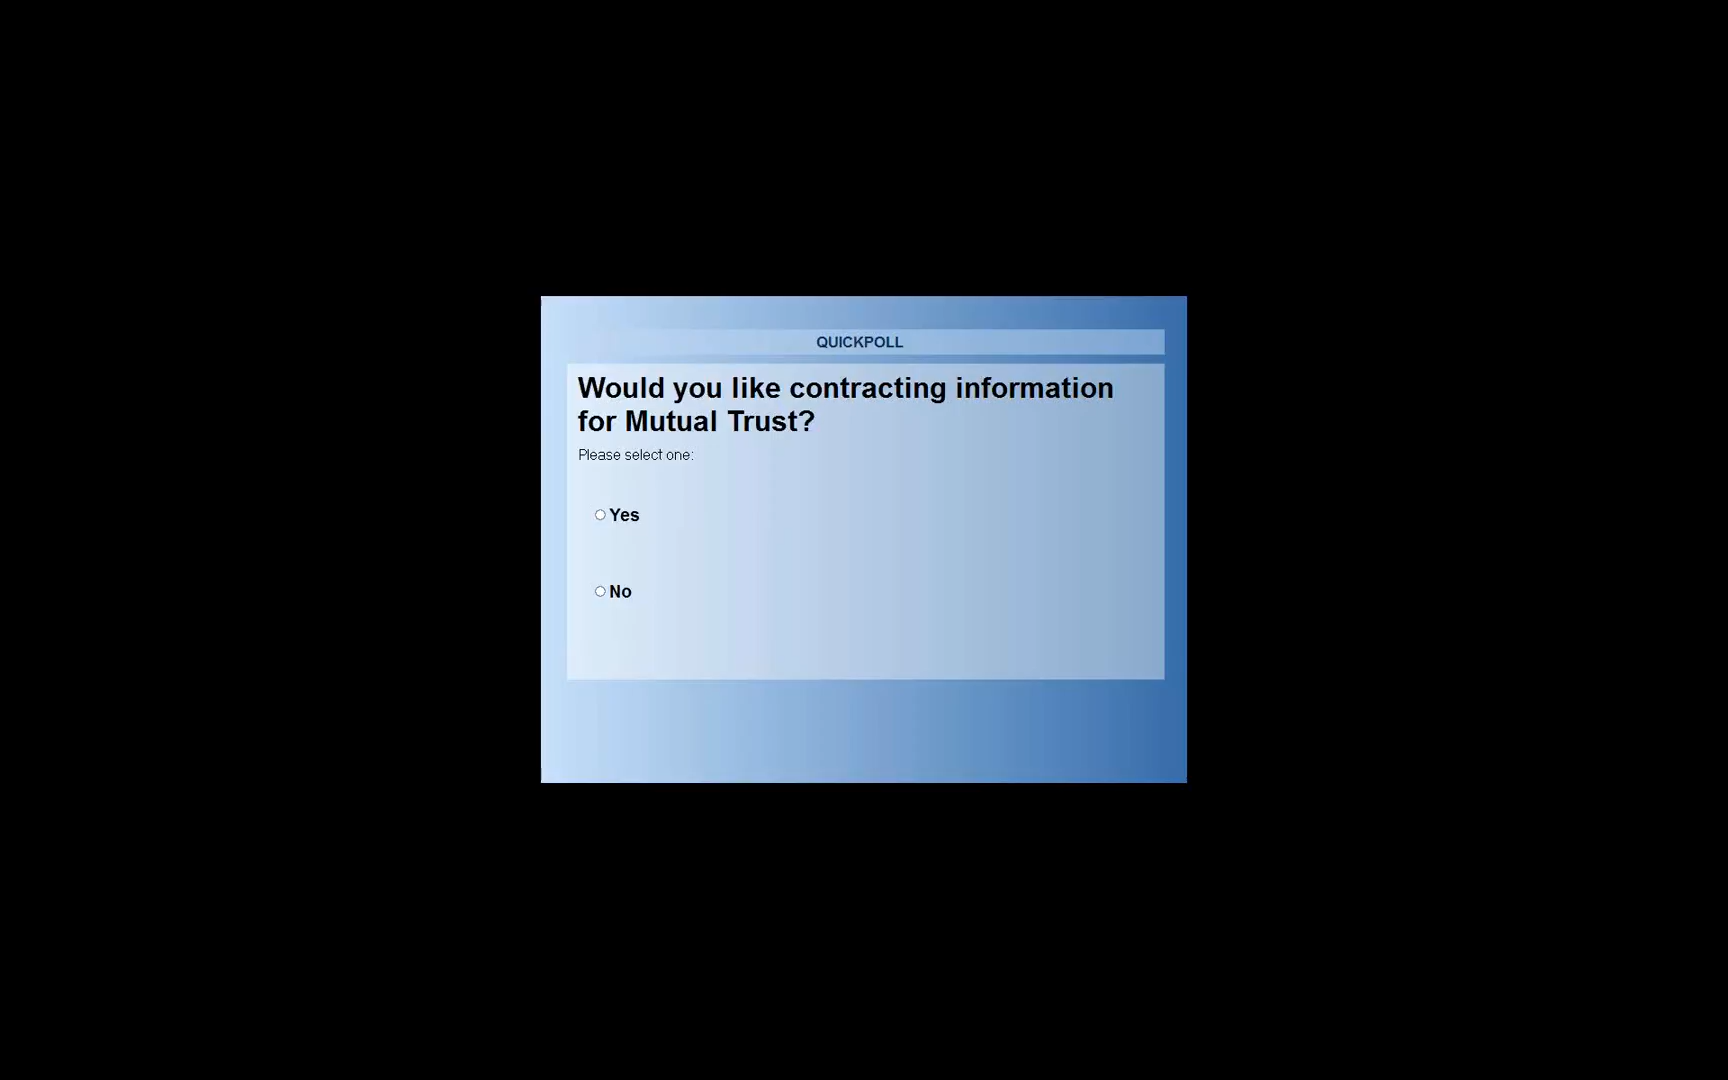 QUICKPOLL
Would you like contracting information
for Mutual Trust?
Please select one:
Yes
No